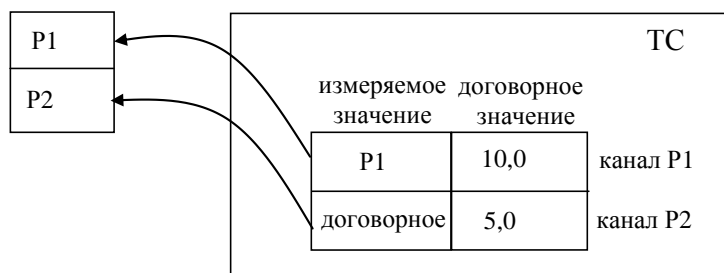 P1
P2
ТС
измеряемое значение
договорное значение
P1
10,0
канал P1
договорное
5,0
канал P2